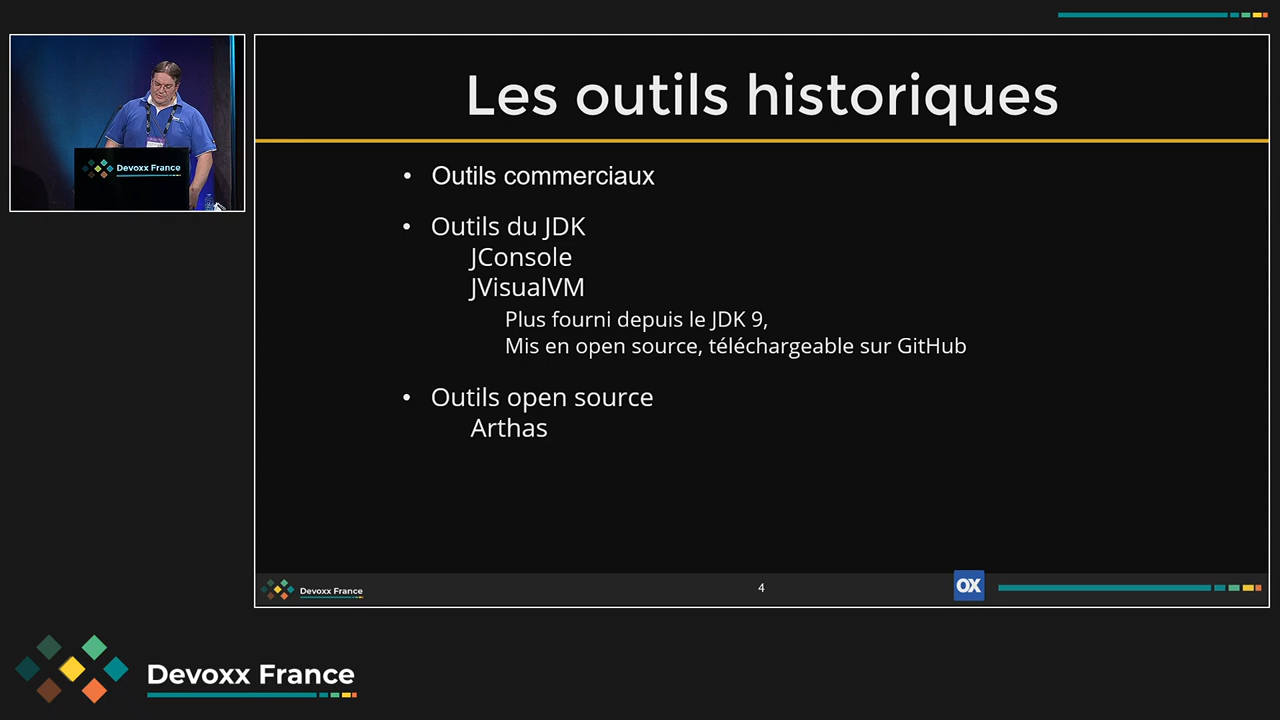 Les outils historiques
Devoxx France
• Outils commerciaux
• Outils du JDK
JConsole
JVisualVM
Plus fourni depuis le JDK 9,
Mis en open source, téléchargeable sur GitHub
• Outils open source
Arthas
Devoxx France
4
OX
Devoxx France